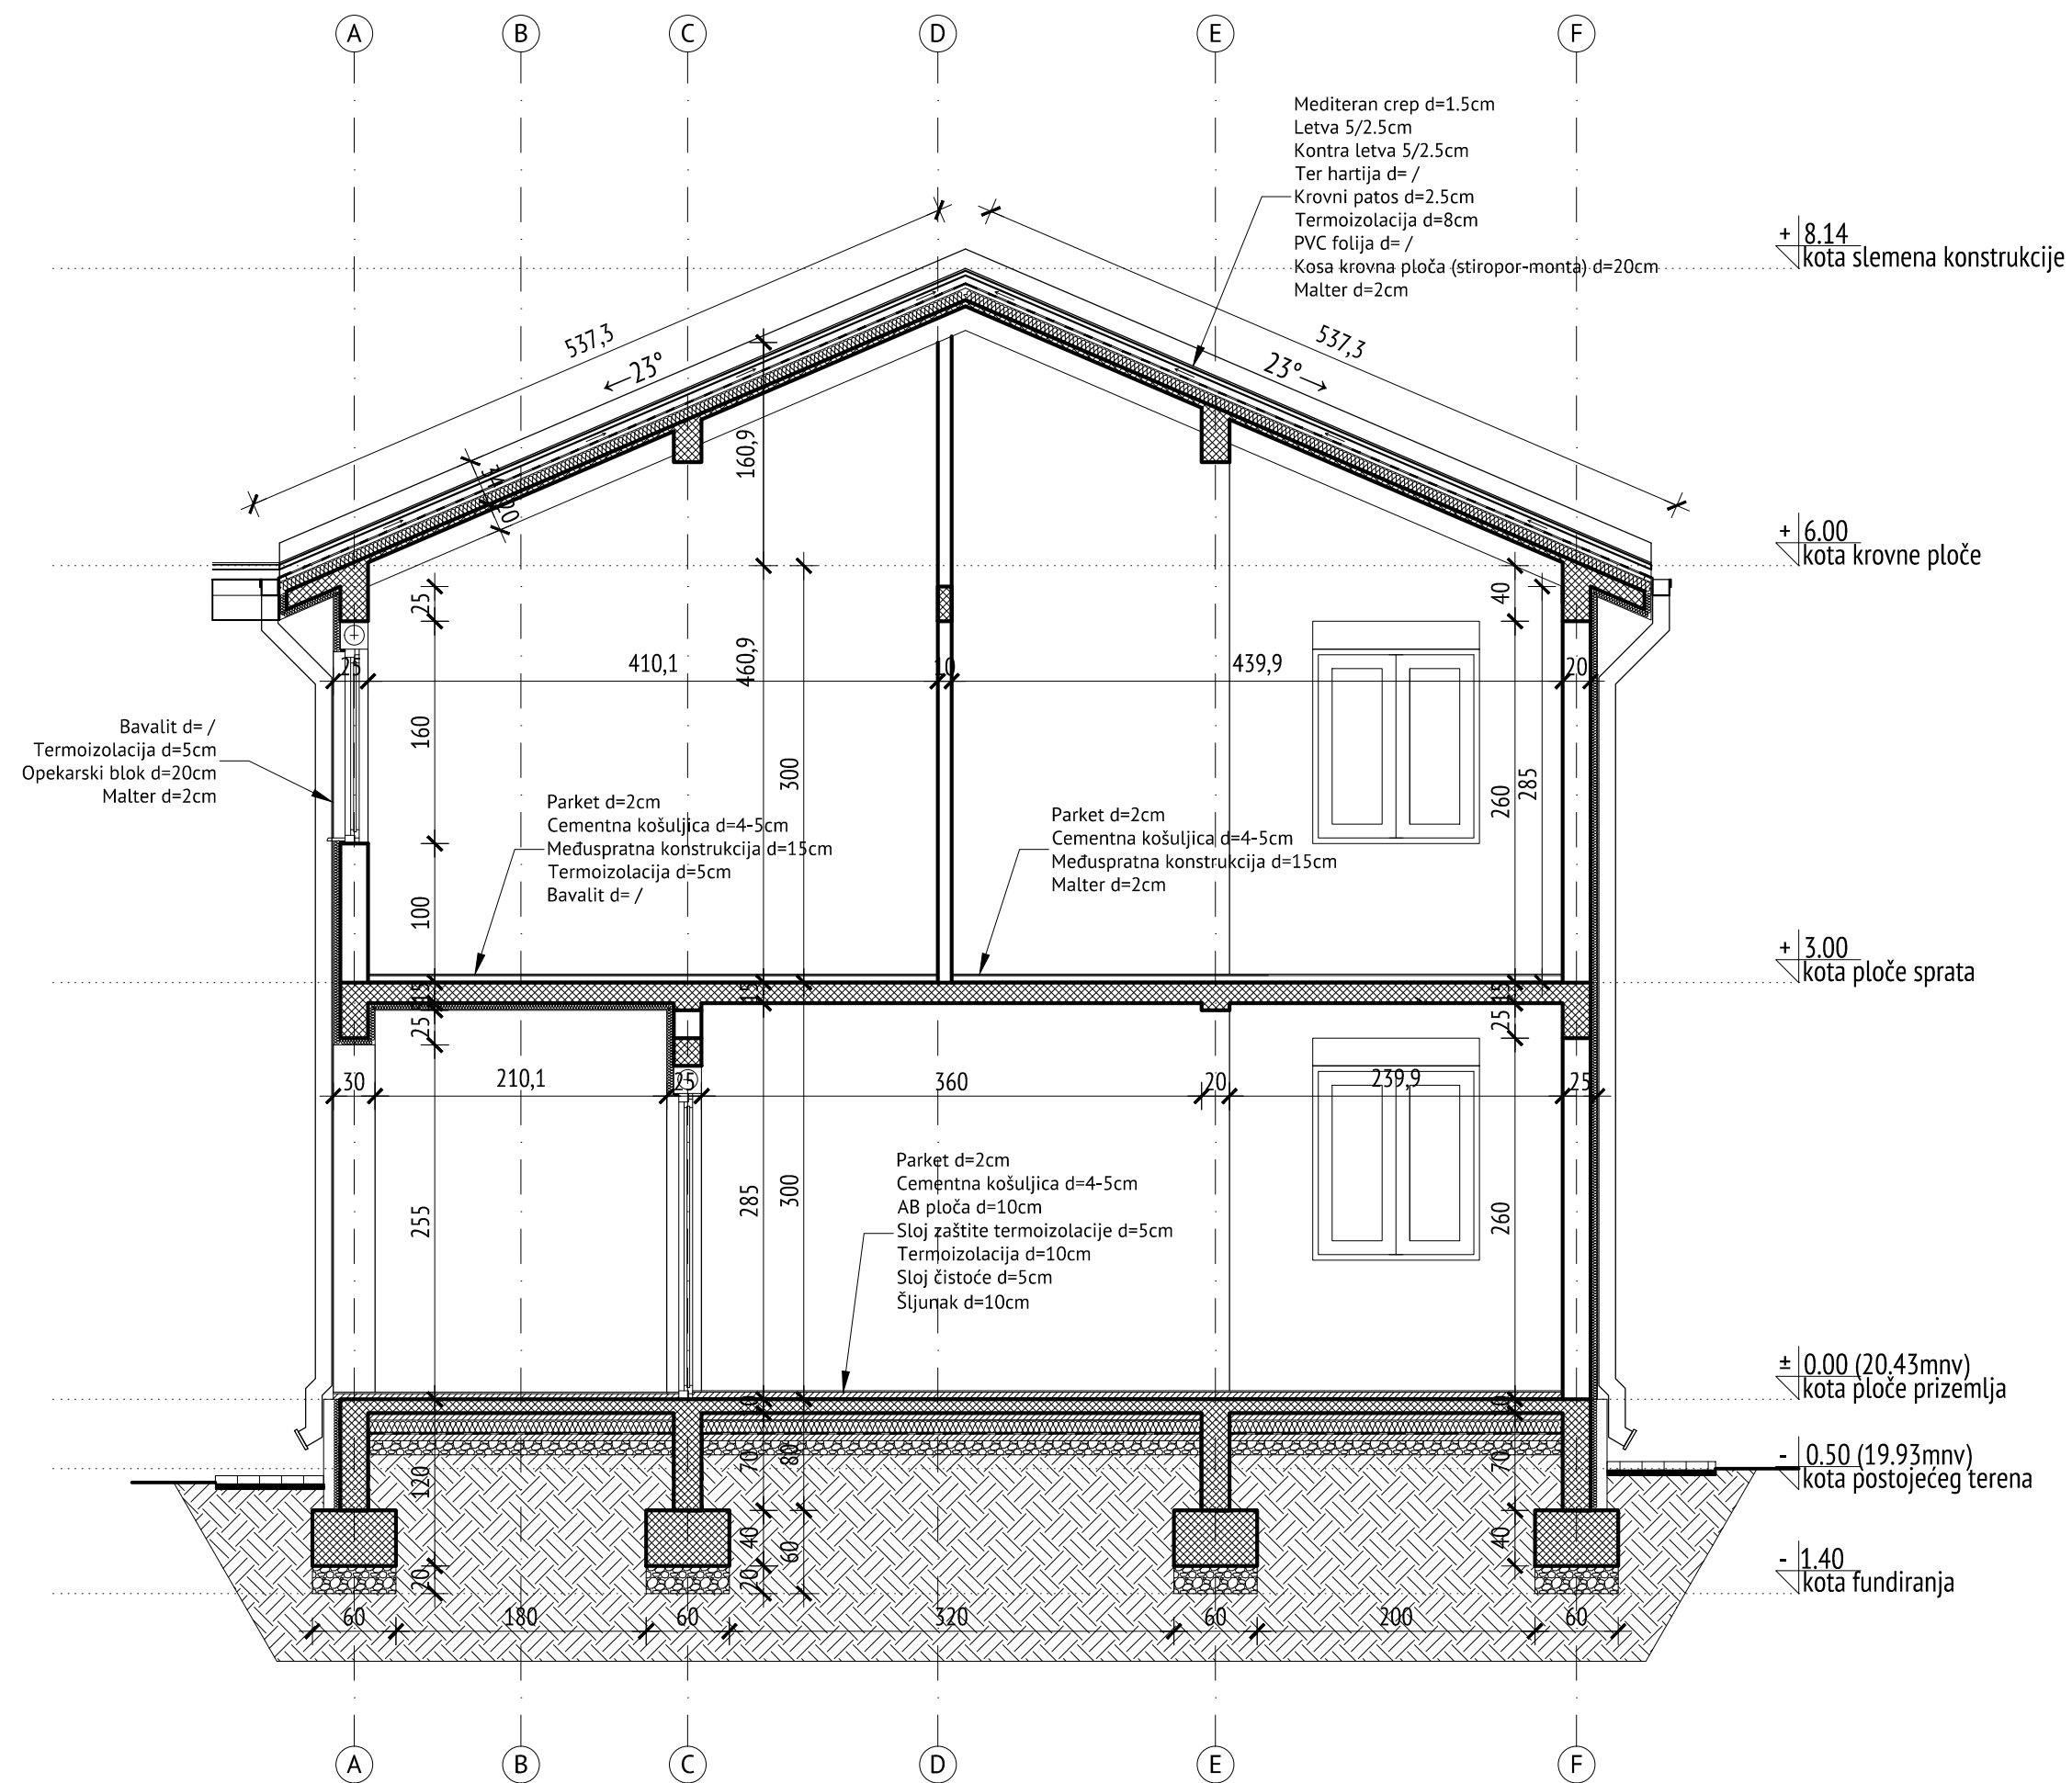 A B C D E F
Mediteran crep d=1.5cm
Letva 5/2.5cm
Kontra letva 5/2.5cm
Ter hartija d= /
Krovni patos d=2.5cm
Termoizolacija d=8cm
PVC folija d= /
Kosa krovna ploča (stiropor-monta) d=20cm
Malter d=2cm
+ 8.14
kota slemena konstrukcije
537,3
←23°
537,3
23°→
160,9
20
+ 6.00
kota krovne ploče
25
40
25
410,1
460,9
10
439,9
20
Bavalit d= /
Termoizolacija d=5cm
Opekarski blok d=20cm
Malter d=2cm
160
300
260
285
Parket d=2cm
Cementna košuljica d=4-5cm
Međuspratna konstrukcija d=15cm
Termoizolacija d=5cm
Bavalit d= /
Parket d=2cm
Cementna košuljica d=4-5cm
Međuspratna konstrukcija d=15cm
Malter d=2cm
100
+ 3.00
kota ploče sprata
15
15
15
25
25
30
210,1
25
360
20
239,9
25
255
285
300
260
Parket d=2cm
Cementna košuljica d=4-5cm
AB ploča d=10cm
Sloj zaštite termoizolacije d=5cm
Termoizolacija d=10cm
Sloj čistoće d=5cm
Šljunak d=10cm
± 0.00 (20.43mnv)
kota ploče prizemlja
- 0.50 (19.93mnv)
kota postojećeg terena
120
70
80
70
40
60
40
20
20
- 1.40
kota fundiranja
60
180
60
320
60
200
60
A B C D E F